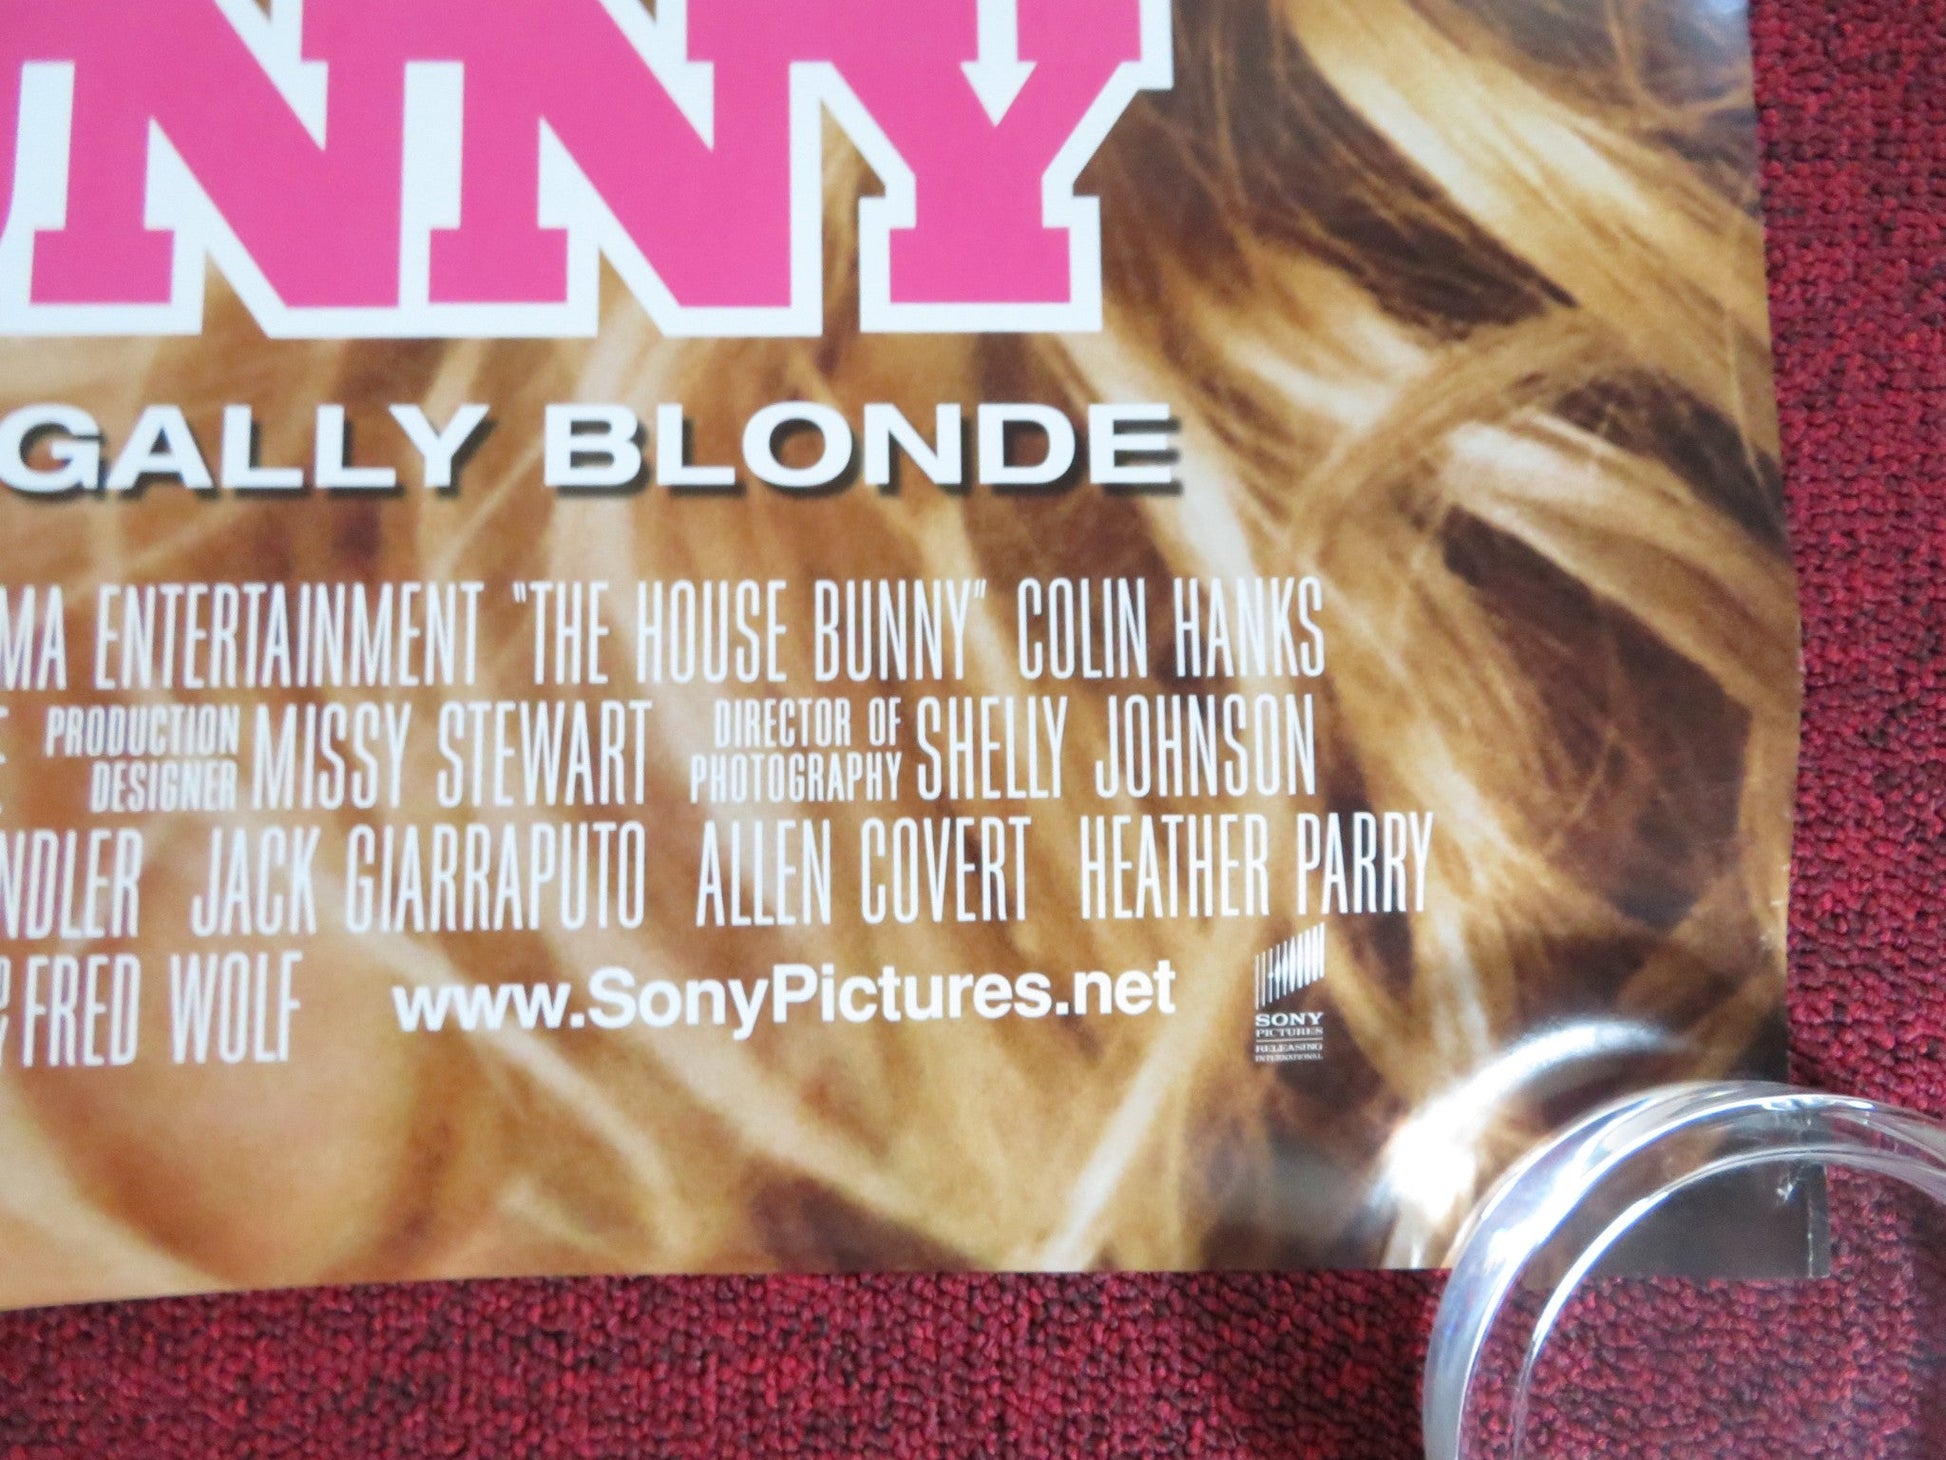 UNNY
GALLY BLONDE
MA ENTERTAINMENT "THE HOUSE BUNNY" COLIN HANKS
PRODUCTION DESIGNER MISSY STEWART DIRECTOR OF PHOTOGRAPHY SHELLY JOHNSON
NDLER JACK GIARRAPUTO ALLEN COVERT HEATHER PARRY
FRED WOLF www.SonyPictures.net
SONY
PICTURES
RELEASING
INTERNATIONAL